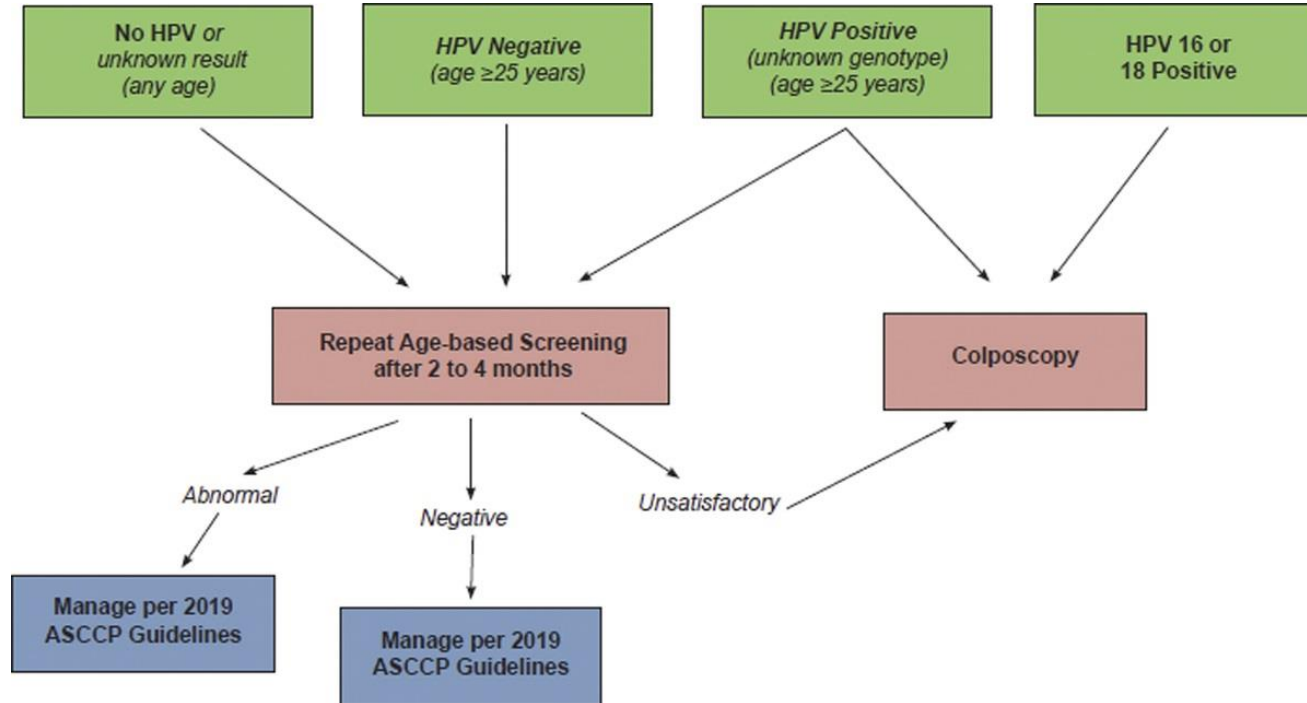 No HPV or
unknown result
(any age)
HPV Negative
(age ≥25 years)
HPV Positive
(unknown genotype)
(age ≥25 years)
HPV 16 or
18 Positive
Repeat Age-based Screening
after 2 to 4 months
Colposcopy
Abnormal
Negative
Unsatisfactory
Manage per 2019
ASCCP Guidelines
Manage per 2019
ASCCP Guidelines